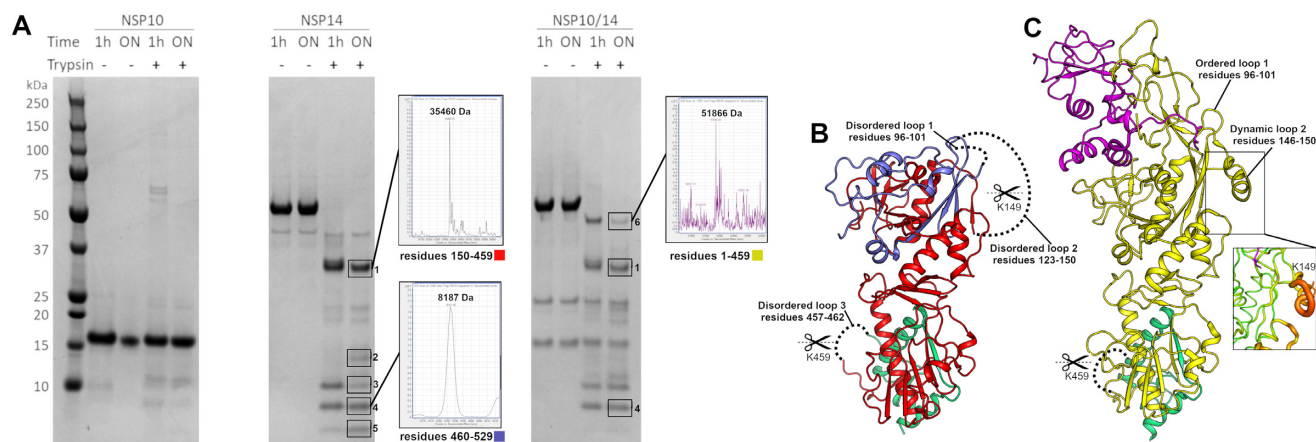 A
NSP10
Time 1h ON 1h ON
Trypsin - - + +
kDa
250
150
100
75
50
37
25
20
15
10
NSP14
1h ON 1h ON
- - + +
1
2
3
4
5
35460 Da
residues 150-459
8187 Da
residues 460-529
NSP10/14
1h ON 1h ON
- - + +
6
1
4
51866 Da
residues 1-459
B
Disordered loop 1
residues 96-101
K149
Disordered loop 2
residues 123-150
Disordered loop 3
residues 457-462
K459
C
Ordered loop 1
residues 96-101
Dynamic loop 2
residues 146-150
K149
K459